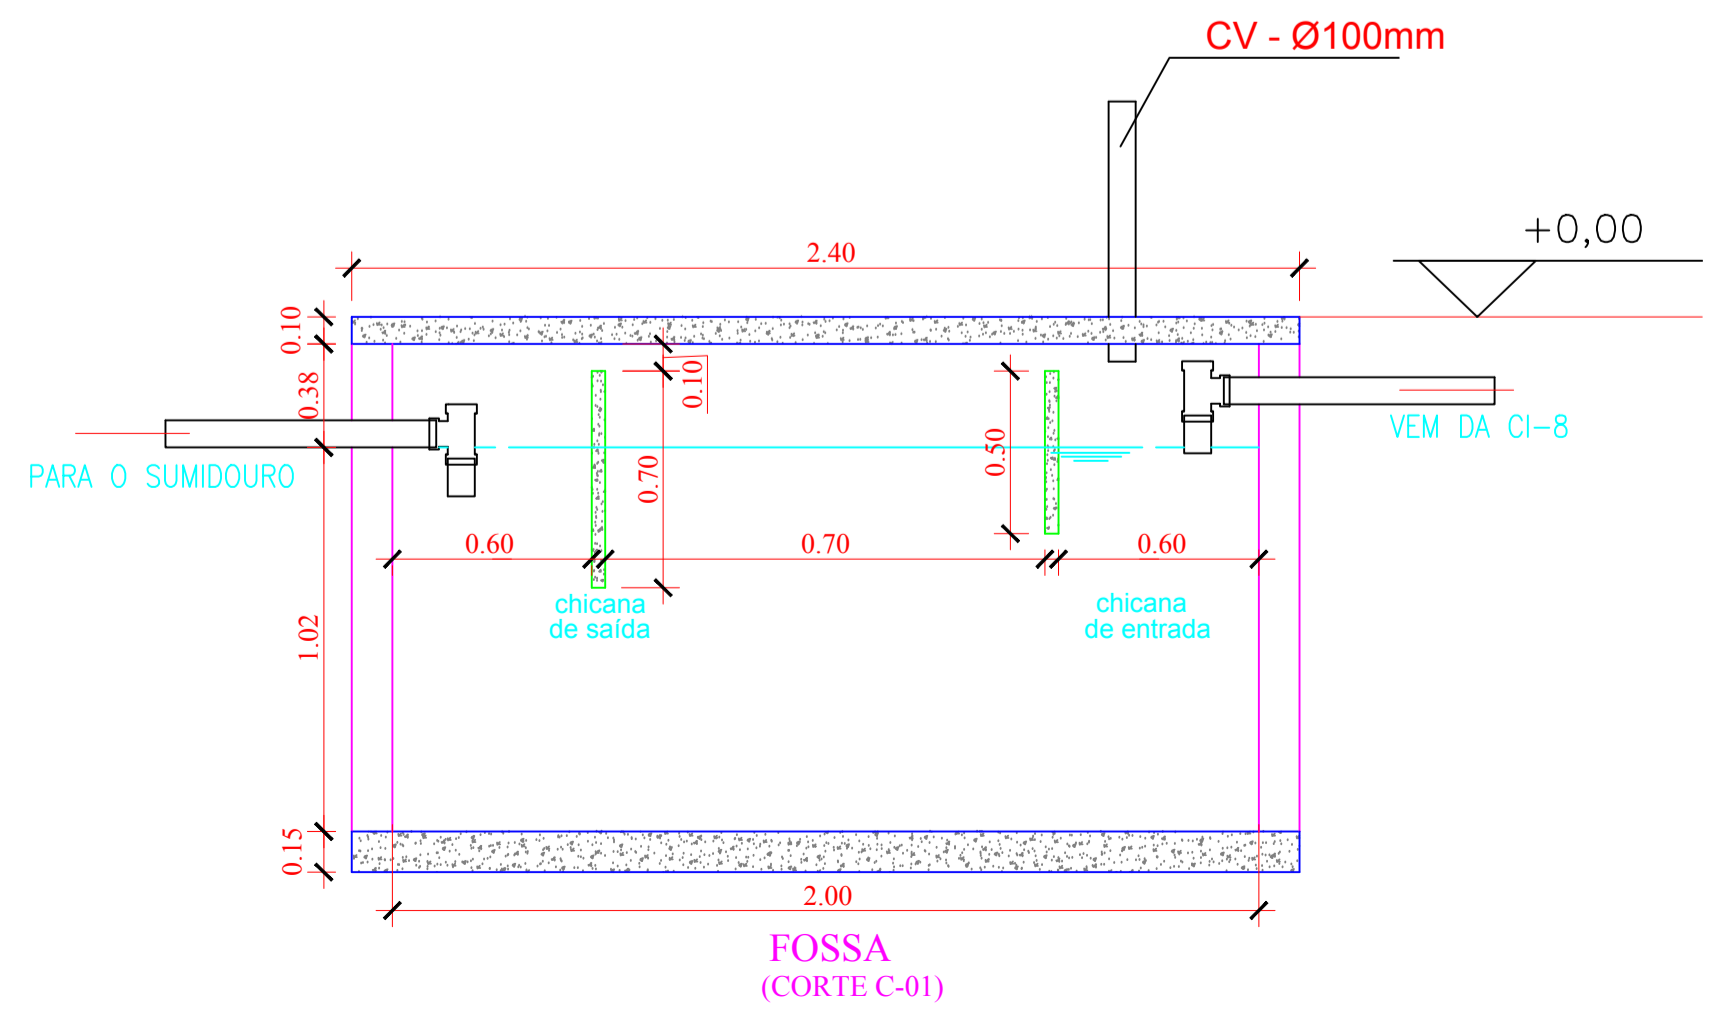 CV - Ø100mm
+0,00
2.40
0.10
0.38
0.10
VEM DA CI-8
0.50
PARA O SUMIDOURO
0.70
0.60
0.70
0.60
chicana
de saída
chicana
de entrada
1.02
0.15
2.00
FOSSA
(CORTE C-01)